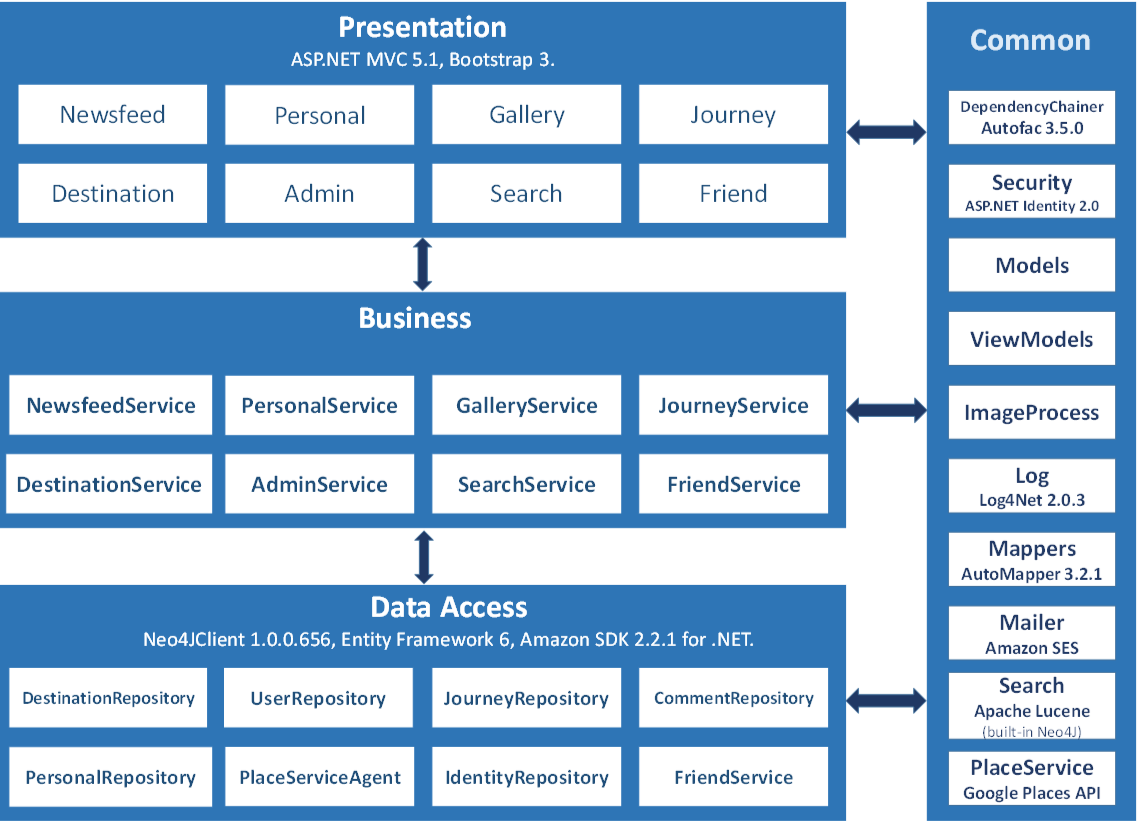 Presentation
ASP.NET MVC 5.1, Bootstrap 3.
Newsfeed
Personal
Gallery
Journey
Destination
Admin
Search
Friend
Business
NewsfeedService
PersonalService
GalleryService
JourneyService
DestinationService
AdminService
SearchService
FriendService
Data Access
Neo4JClient 1.0.0.656, Entity Framework 6, Amazon SDK 2.2.1 for .NET.
DestinationRepository
UserRepository
JourneyRepository
CommentRepository
PersonalRepository
PlaceServiceAgent
IdentityRepository
FriendService
Common
DependencyChainer
Autofac 3.5.0
Security
ASP.NET Identity 2.0
Models
ViewModels
ImageProcess
Log
Log4Net 2.0.3
Mappers
AutoMapper 3.2.1
Mailer
Amazon SES
Search
Apache Lucene
(built-in Neo4J)
PlaceService
Google Places API